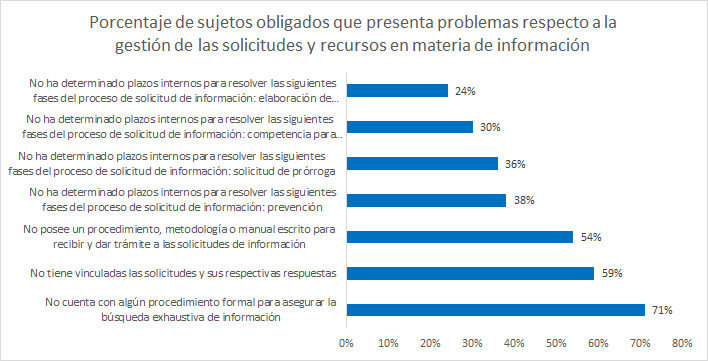 Porcentaje de sujetos obligados que presenta problemas respecto a la
gestión de las solicitudes y recursos en materia de información
No ha determinado plazos internos para resolver las siguientes
fases del proceso de solicitud de información: elaboración de...
24%
No ha determinado plazos internos para resolver las siguientes
fases del proceso de solicitud de información: competencia para...
30%
No ha determinado plazos internos para resolver las siguientes
fases del proceso de solicitud de información: solicitud de prórroga
36%
No ha determinado plazos internos para resolver las siguientes
fases del proceso de solicitud de información: prevención
38%
No posee un procedimiento, metodología o manual escrito para
recibir y dar trámite a las solicitudes de información
54%
No tiene vinculadas las solicitudes y sus respectivas respuestas
59%
No cuenta con algún procedimiento formal para asegurar la
búsqueda exhaustiva de información
71%
0% 10% 20% 30% 40% 50% 60% 70% 80%